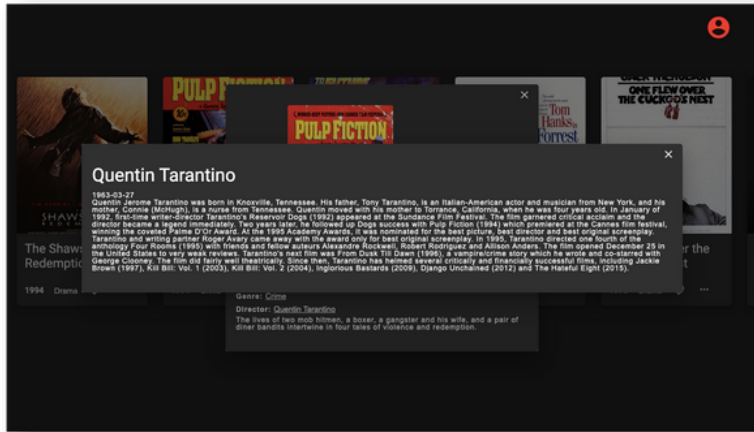 PULP FICTION
Tom
Hanks
Forrest
ONE FLEW OVER
THE CUCKOO'S NEST
PULP FICTION
Quentin Tarantino
1963-03-27
Quentin Jerome Tarantino was born in Knoxville, Tennessee. His father, Tony Tarantino, is an Italian-American actor and musician from New York, and his
mother, Connie (McHugh), is a nurse from Tennessee. Quentin moved with his mother to Torrance, California, when he was four years old. In January of
1992, first-time writer-director Tarantino's Reservoir Dogs (1992) appeared at the Sundance Film Festival. The film garnered critical acclaim and the
director became a legend immediately. Two years later, he followed up Dogs success with Pulp Fiction (1994) which premiered at the Cannes film festival,
winning the coveted Palme D'Or Award. At the 1995 Academy Awards, it was nominated for the best picture, best director and best original screenplay.
Tarantino and writing partner Roger Avary came away with the award only for best original screenplay. In 1995, Tarantino directed one fourth of the
anthology Four Rooms (1995) with friends and fellow auteurs Alexandre Rockwell, Robert Rodriguez and Allison Anders. The film opened December 25 in
the United States to very weak reviews. Tarantino's next film was From Dusk Till Dawn (1996), a vampire/crime story which he wrote and co-starred with
George Clooney. The film did fairly well theatrically. Since then, Tarantino has helmed several critically and financially successful films, including Jackie
Brown (1997), Kill Bill: Vol. 1 (2003), Kill Bill: Vol. 2 (2004), Inglorious Bastards (2009), Django Unchained (2012) and The Hateful Eight (2015).
The Shaws
Redemptio
r the
1994 Drama
Genre: Crime
Director: Quentin Tarantino
The lives of two mob hitmen, a boxer, a gangster and his wife, and a pair of
diner bandits intertwine in four tales of violence and redemption.